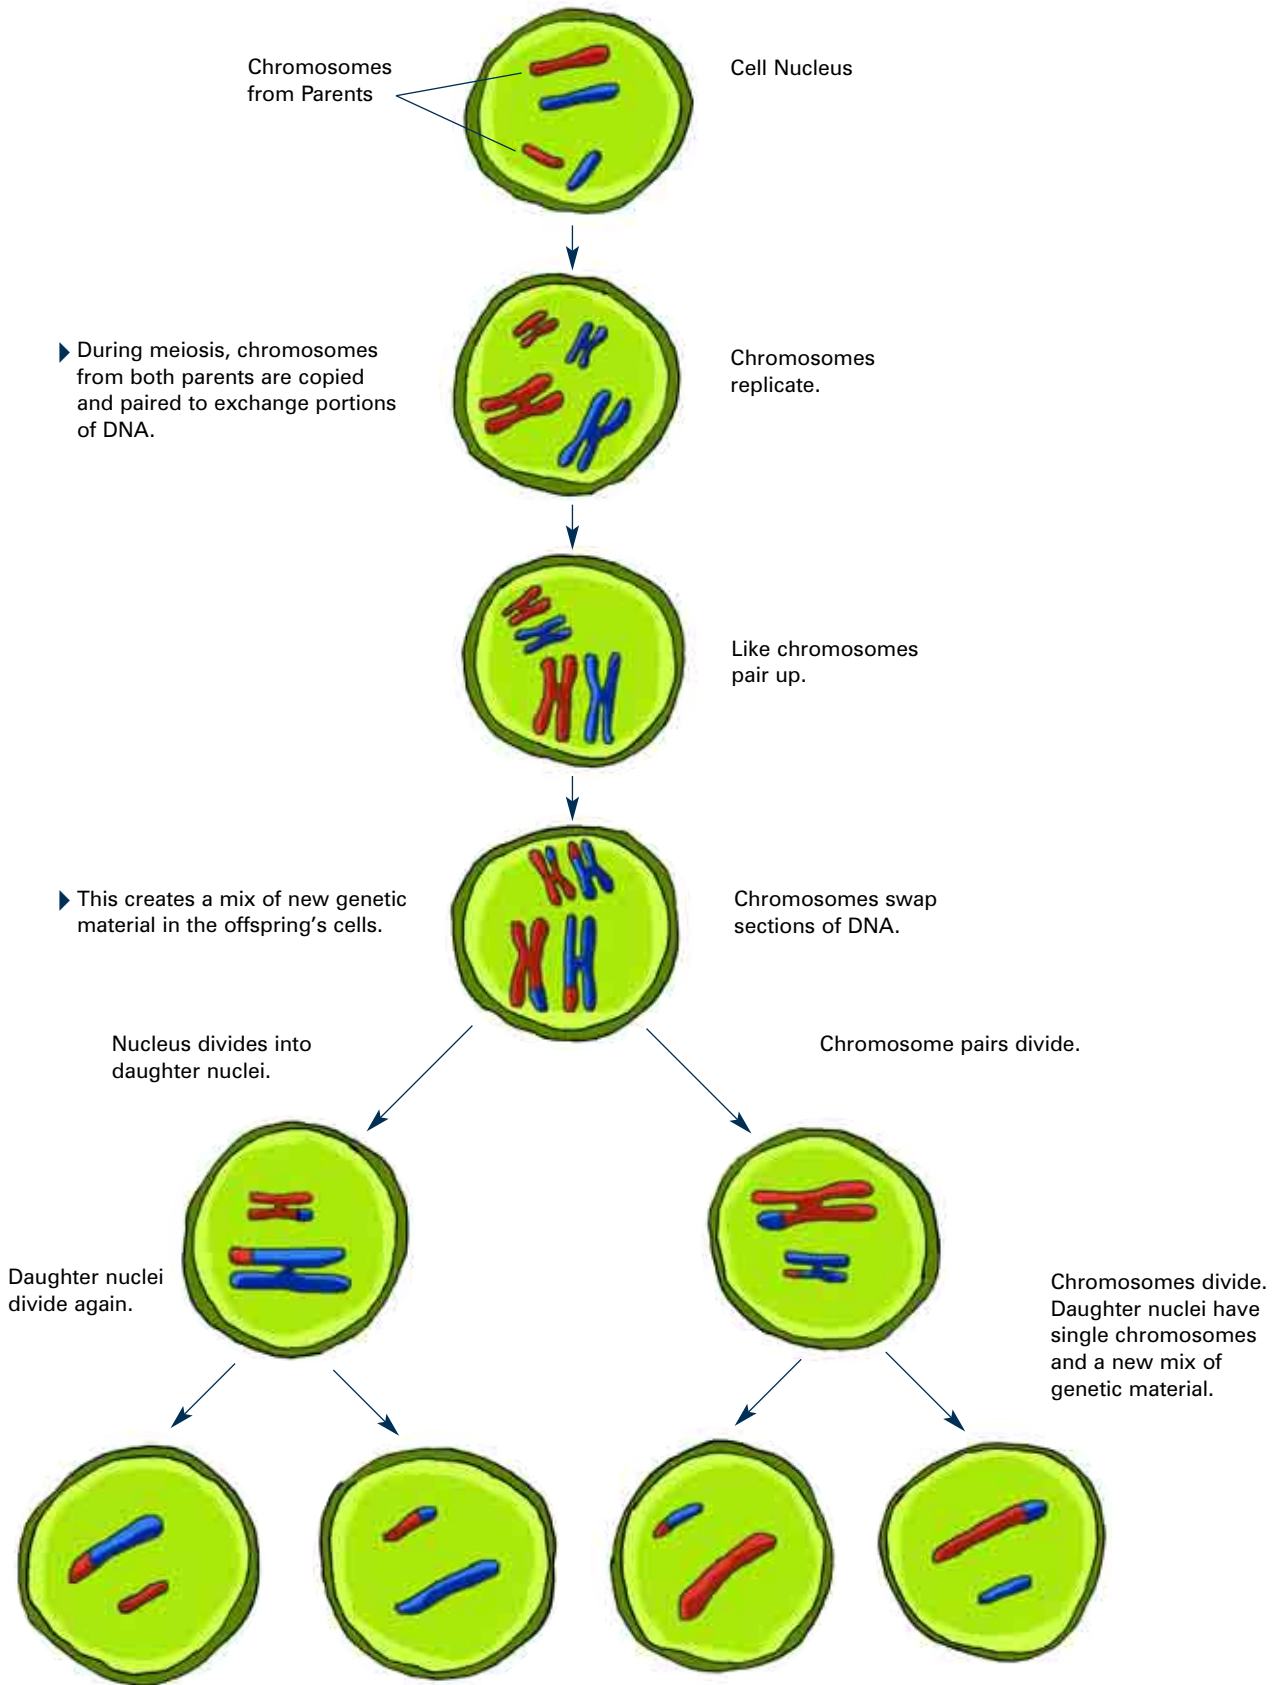 Chromosomes
from Parents
Cell Nucleus
During meiosis, chromosomes
from both parents are copied
and paired to exchange portions
of DNA.
Chromosomes
replicate.
Like chromosomes
pair up.
This creates a mix of new genetic
material in the offspring's cells.
Chromosomes swap
sections of DNA.
Nucleus divides into
daughter nuclei.
Chromosome pairs divide.
Daughter nuclei
divide again.
Chromosomes divide.
Daughter nuclei have
single chromosomes
and a new mix of
genetic material.